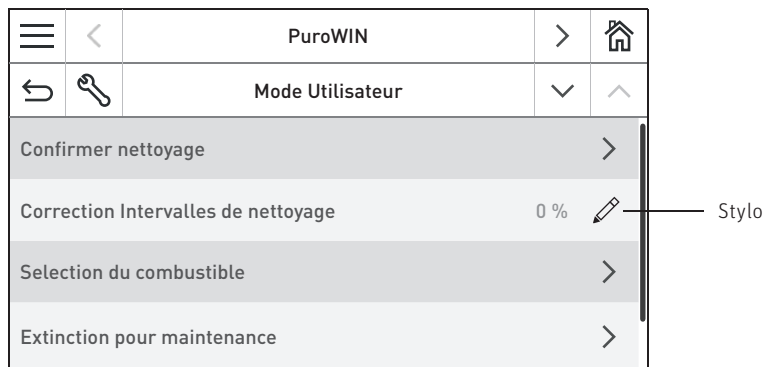 PuroWIN
Mode Utilisateur
Confirmer nettoyage
Correction Intervalles de nettoyage 0 % Stylo
Selection du combustible
Extinction pour maintenance